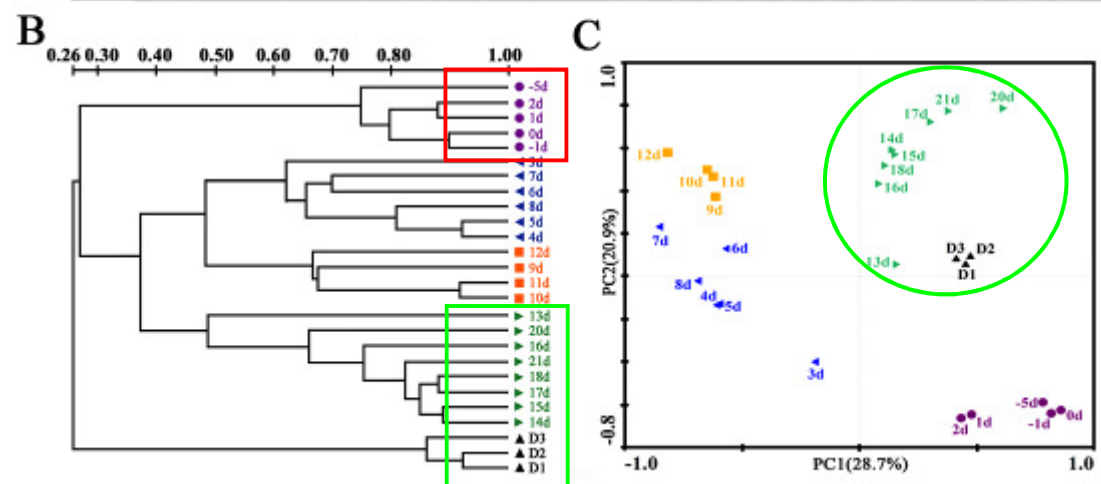 B
0.26 0.30 0.40 0.50 0.60 0.70 0.80 1.00
-5d
2d
1d
0d
-1d
3d
7d
6d
8d
5d
4d
12d
9d
11d
10d
13d
20d
16d
21d
18d
17d
15d
14d
D3
D2
D1
C
1.0
PC2(20.9%)
-0.8
-1.0
PC1(28.7%)
1.0
20d
21d
17d
14d
15d
18d
16d
13d
D3 D2
D1
12d
10d 11d
9d
7d
6d
8d
4d
5d
3d
-5d
0d
-1d
1d
2d